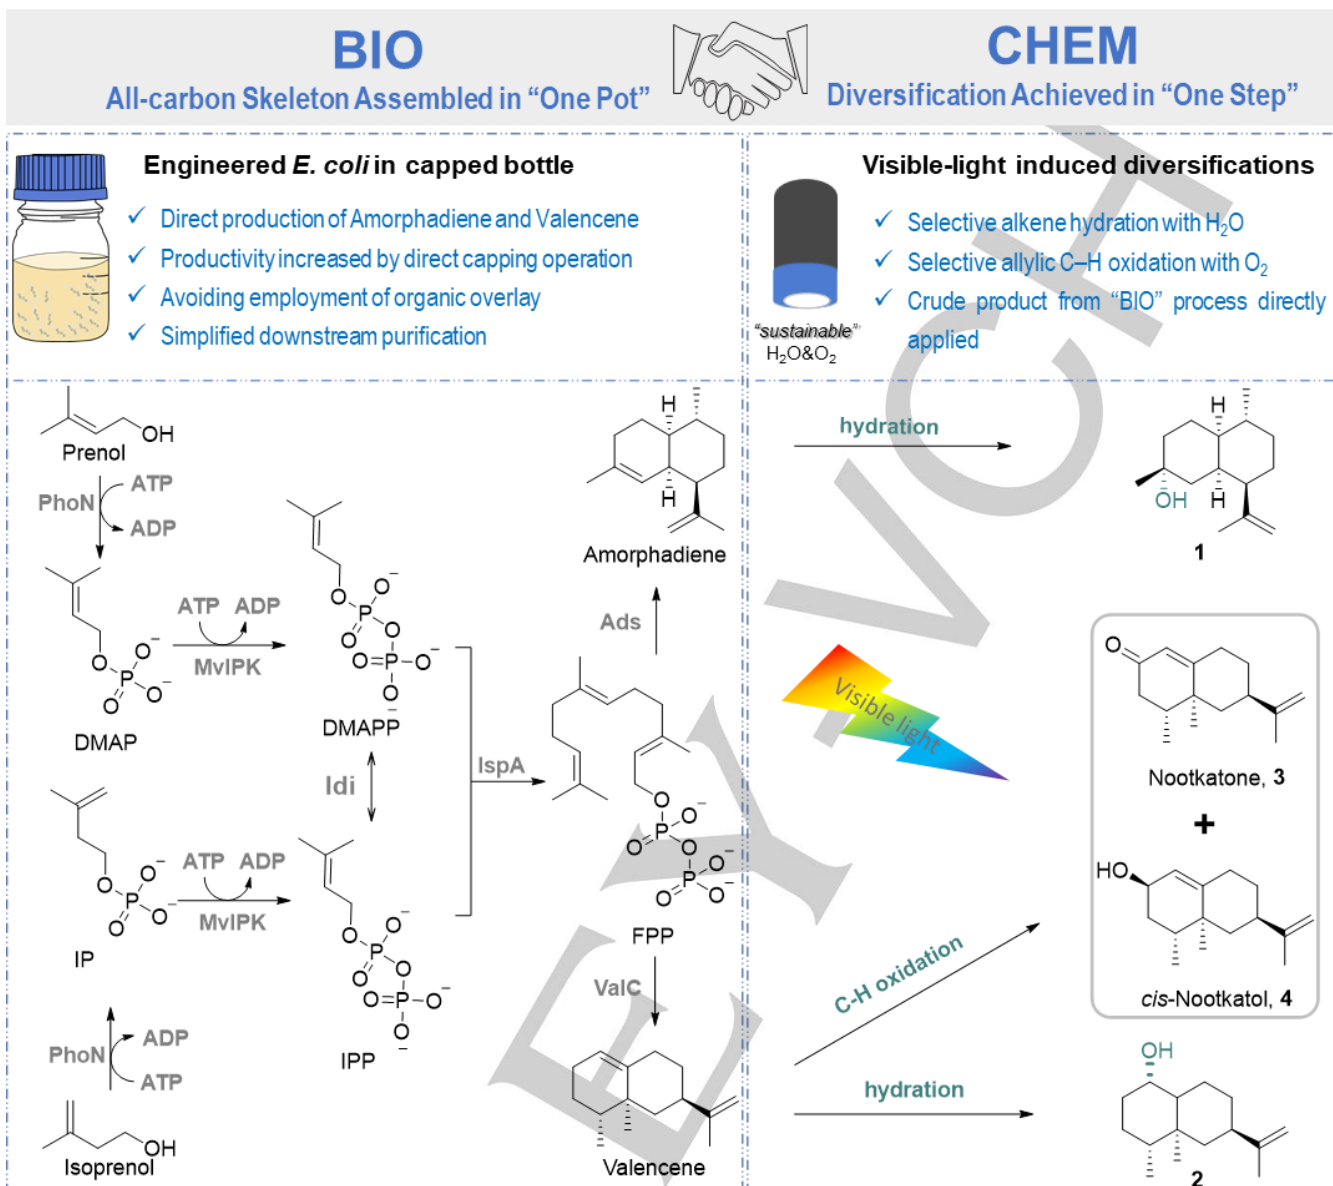 BIO
All-carbon Skeleton Assembled in “One Pot”
CHEM
Diversification Achieved in “One Step”
Engineered E. coli in capped bottle
✓ Direct production of Amorphadiene and Valencene
✓ Productivity increased by direct capping operation
✓ Avoiding employment of organic overlay
✓ Simplified downstream purification
Visible-light induced diversifications
✓ Selective alkene hydration with H₂O
✓ Selective allylic C–H oxidation with O₂
✓ Crude product from “BIO” process directly
applied
“sustainable”
H₂O&O₂
OH
Prenol
PhoN
ATP
ADP
O
P
O⁻
O⁻
O
DMAP
ATP ADP
MvIPK
O
P
O⁻
O
O
P
O⁻
O
O⁻
DMAPP
Idi
O
P
O⁻
O⁻
O
IP
ATP ADP
MvIPK
O
P
O⁻
O
O
P
O⁻
O
O⁻
IPP
PhoN
ADP
ATP
OH
Isoprenol
IspA
H
H
Amorphadiene
Ads
O
P
O⁻
O
O
P
O⁻
O
O⁻
FPP
ValC
Valencene
hydration
H
OH
H
1
Visible light
O
Nootkatone, 3
+
HO
cis-Nootkatol, 4
C-H oxidation
hydration
OH
2
EY-VCH